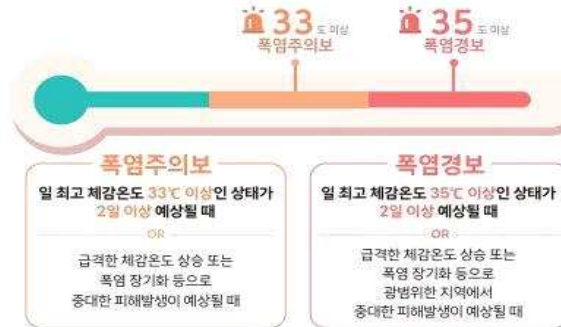 33 도 이상
폭염주의보
35 도 이상
폭염경보
폭염주의보
일 최고 체감온도 33℃ 이상인 상태가
2일 이상 예상될 때
OR
급격한 체감온도 상승 또는
폭염 장기화 등으로
중대한 피해발생이 예상될 때
폭염경보
일 최고 체감온도 35℃ 이상인 상태가
2일 이상 예상될 때
OR
급격한 체감온도 상승 또는
폭염 장기화 등으로
광범위한 지역에서
중대한 피해발생이 예상될 때